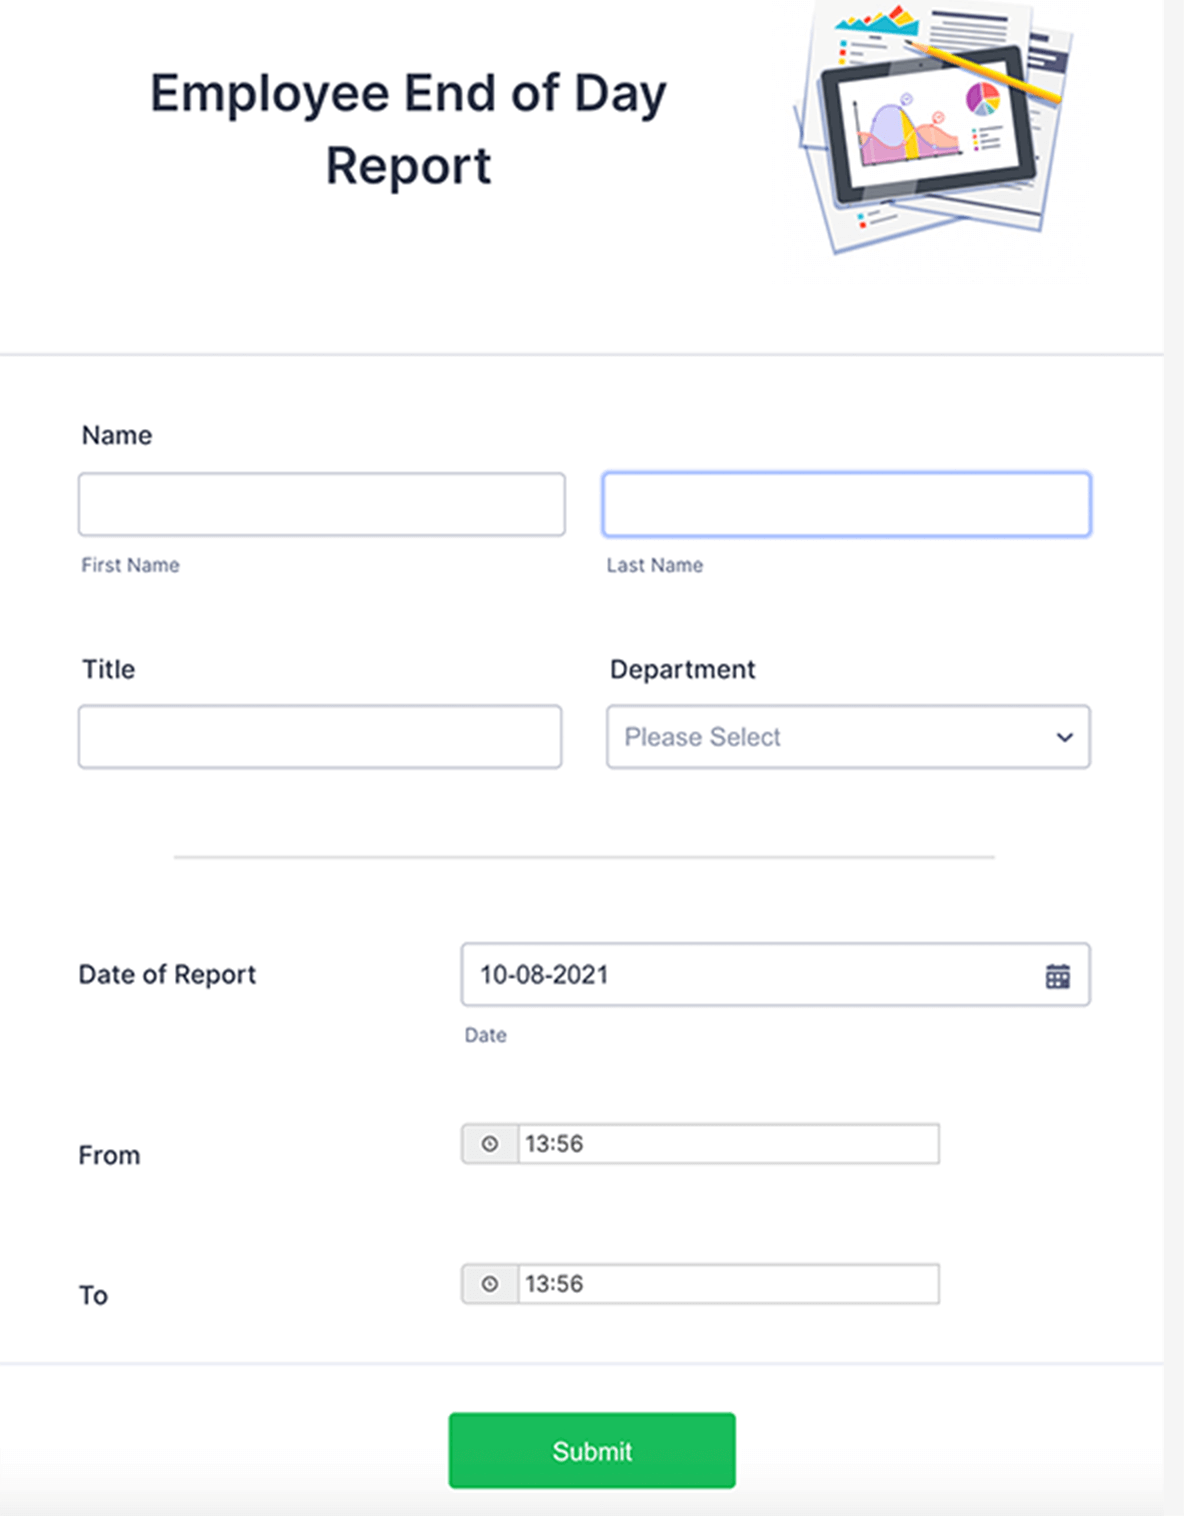 Employee End of Day
Report
Name
First Name
Last Name
Title
Department
Please Select
Date of Report
10-08-2021
Date
From
13:56
To
13:56
Submit